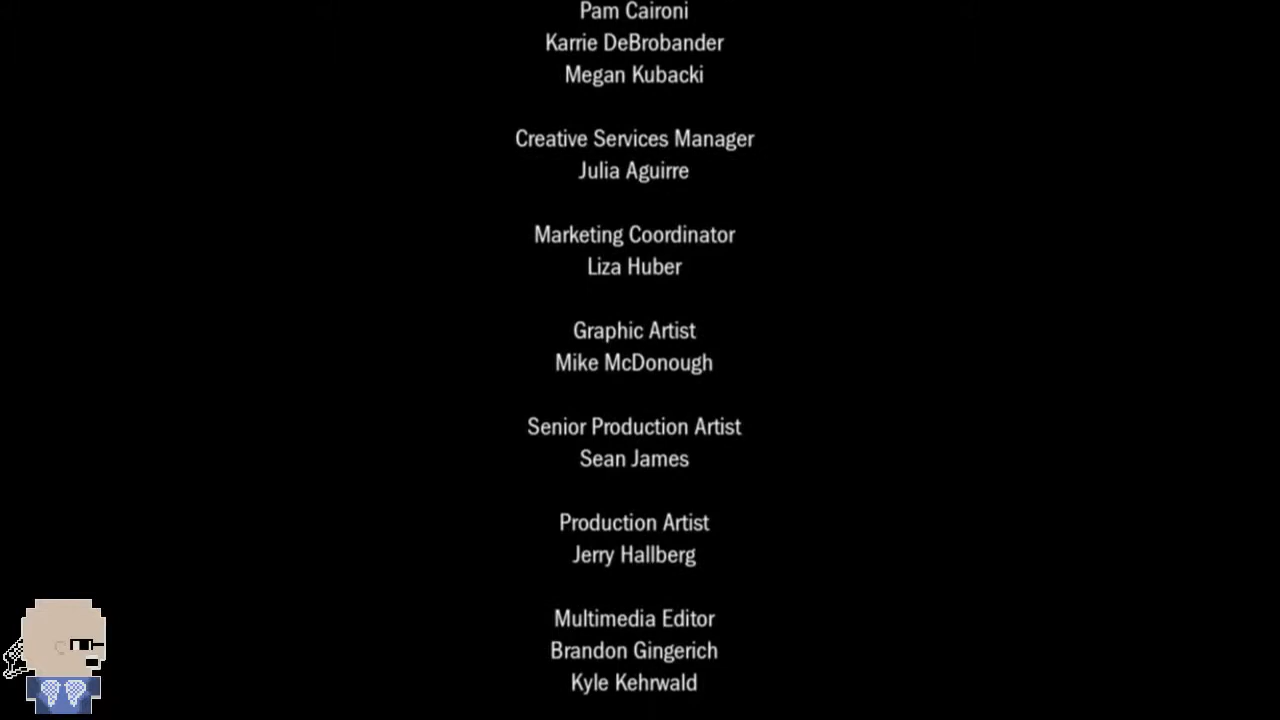 Pam Caironi
Karrie DeBrobander
Megan Kubacki
Creative Services Manager
Julia Aguirre
Marketing Coordinator
Liza Huber
Graphic Artist
Mike McDonough
Senior Production Artist
Sean James
Production Artist
Jerry Hallberg
Multimedia Editor
Brandon Gingerich
Kyle Kehrwald